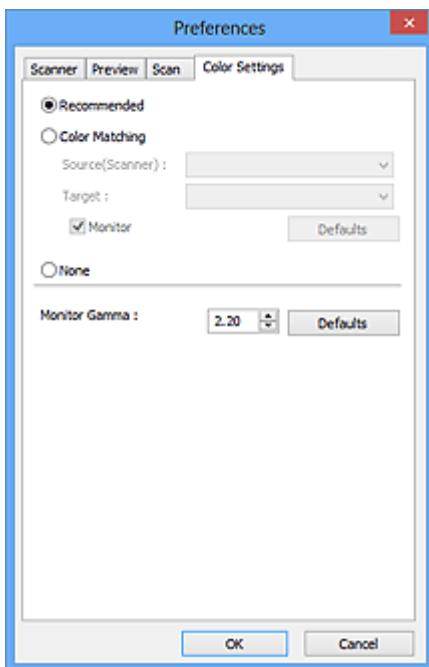 Preferences
Scanner Preview Scan Color Settings
Recommended
Color Matching
Source(Scanner) :
Target :
Monitor Defaults
None
Monitor Gamma : 2.20 Defaults
OK Cancel